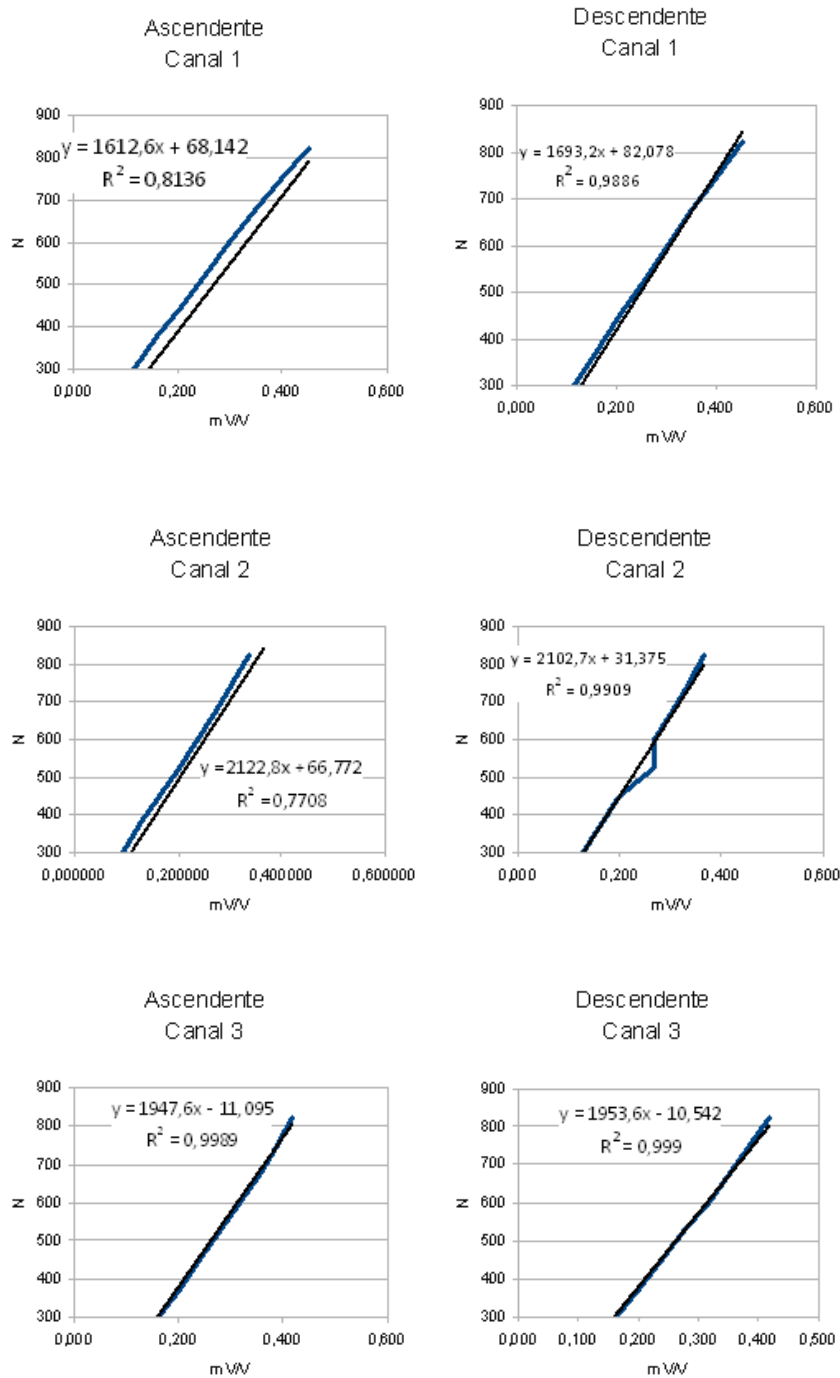 Ascendente
Canal 1
900
800
700
600
500
400
300
N
y = 1612,6x + 68,142
R² = 0,8136
0,000 0,200 0,400 0,600
mV/V
Descendente
Canal 1
900
800
700
600
500
400
300
N
y = 1693,2x + 82,078
R² = 0,9886
0,000 0,200 0,400 0,600
mV/V
Ascendente
Canal 2
900
800
700
600
500
400
300
N
y = 2122,8x + 66,772
R² = 0,7708
0,000000 0,200000 0,400000 0,600000
mV/V
Descendente
Canal 2
900
800
700
600
500
400
300
N
y = 2102,7x + 31,375
R² = 0,9909
0,000 0,200 0,400 0,600
mV/V
Ascendente
Canal 3
900
800
700
600
500
400
300
N
y = 1947,6x - 11,095
R² = 0,9989
0,000 0,200 0,400 0,600
mV/V
Descendente
Canal 3
900
800
700
600
500
400
300
N
y = 1953,6x - 10,542
R² = 0,999
0,000 0,100 0,200 0,300 0,400 0,500
mV/V